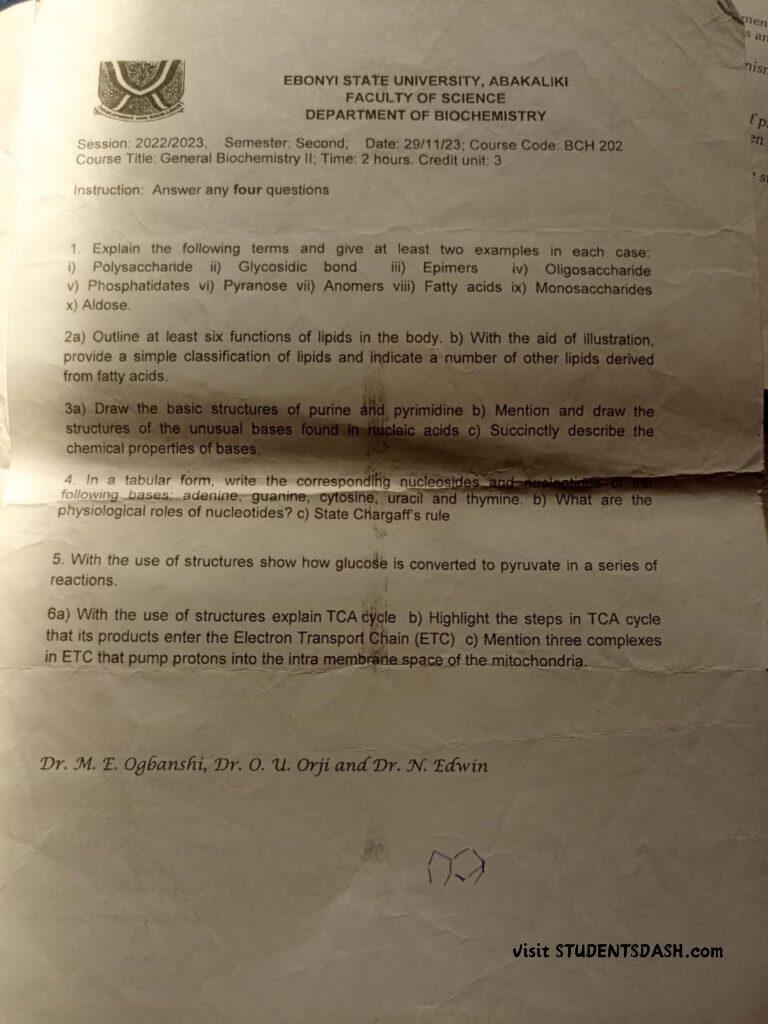 EBONYI STATE UNIVERSITY, ABAKALIKI
FACULTY OF SCIENCE
DEPARTMENT OF BIOCHEMISTRY
Session: 2022/2023, Semester: Second; Date: 29/11/23; Course Code: BCH 202
Course Title: General Biochemistry II; Time: 2 hours. Credit unit: 3
Instruction: Answer any four questions
1. Explain the following terms and give at least two examples in each case:
i) Polysaccharide ii) Glycosidic bond iii) Epimers iv) Oligosaccharide
v) Phosphatidates vi) Pyranose vii) Anomers viii) Fatty acids ix) Monosaccharides
x) Aldose.
2a) Outline at least six functions of lipids in the body. b) With the aid of illustration,
provide a simple classification of lipids and indicate a number of other lipids derived
from fatty acids.
3a) Draw the basic structures of purine and pyrimidine b) Mention and draw the
structures of the unusual bases found in nucleic acids c) Succinctly describe the
chemical properties of bases.
4. In a tabular form, write the corresponding nucleosides and nucleotides of the
following bases: adenine, guanine, cytosine, uracil and thymine. b) What are the
physiological roles of nucleotides? c) State Chargaff's rule
5. With the use of structures show how glucose is converted to pyruvate in a series of
reactions.
6a) With the use of structures explain TCA cycle b) Highlight the steps in TCA cycle
that its products enter the Electron Transport Chain (ETC) c) Mention three complexes
in ETC that pump protons into the intra membrane space of the mitochondria.
Dr. M. E. Ogbanshi, Dr. O. U. Orji and Dr. N. Edwin
visit STUDENTSDASH.com